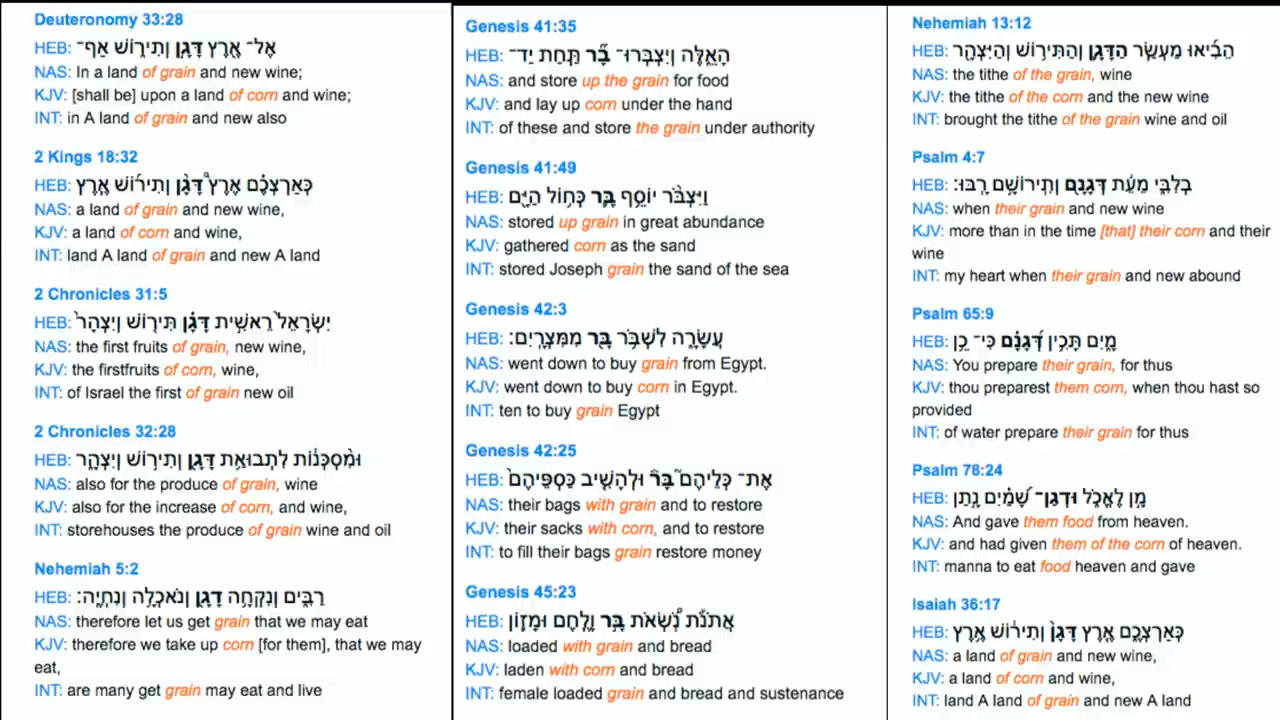 Deuteronomy 33:28
HEB: אֶל־ אֶ֖רֶץ דָּגָ֣ן וְתִיר֑וֹשׁ אַף־
NAS: In a land of grain and new wine;
KJV: [shall be] upon a land of corn and wine;
INT: in A land of grain and new also
2 Kings 18:32
HEB: כְּאַרְצְכֶ֗ם אֶרֶץ֩ דָּגָ֨ן וְתִיר֜וֹשׁ אֶ֧רֶץ
NAS: a land of grain and new wine,
KJV: a land of corn and wine,
INT: land A land of grain and new A land
2 Chronicles 31:5
HEB: יִשְׂרָאֵל֙ רֵאשִׁ֣ית דָּגָ֗ן תִּיר֤וֹשׁ וְיִצְהָר֙
NAS: the first fruits of grain, new wine,
KJV: the firstfruits of corn, wine,
INT: of Israel the first of grain new oil
2 Chronicles 32:28
HEB: וּמִ֨סְכְּנ֔וֹת לִתְבוּאַ֥ת דָּגָ֖ן וְתִיר֣וֹשׁ וְיִצְהָ֑ר
NAS: also for the produce of grain, wine
KJV: also for the increase of corn, and wine,
INT: storehouses the produce of grain wine and oil
Nehemiah 5:2
HEB: רַבִּ֑ים וְנִקְחָ֥ה דָגָ֖ן וְנֹאכְלָ֥ה וְנִחְיֶֽה׃
NAS: therefore let us get grain that we may eat
KJV: therefore we take up corn [for them], that we may
eat,
INT: are many get grain may eat and live
Genesis 41:35
HEB: הָאֵ֑לֶּה וְיִצְבְּרוּ־ בָ֞ר תַּ֧חַת יַד־
NAS: and store up the grain for food
KJV: and lay up corn under the hand
INT: of these and store the grain under authority
Genesis 41:49
HEB: וַיִּצְבֹּ֨ר יוֹסֵ֥ף בָּ֛ר כְּח֥וֹל הַיָּ֖ם
NAS: stored up grain in great abundance
KJV: gathered corn as the sand
INT: stored Joseph grain the sand of the sea
Genesis 42:3
HEB: עֲשָׂרָ֑ה לִשְׁבֹּ֥ר בָּ֖ר מִמִּצְרָֽיִם׃
NAS: went down to buy grain from Egypt.
KJV: went down to buy corn in Egypt.
INT: ten to buy grain Egypt
Genesis 42:25
HEB: אֶת־ כְּלֵיהֶם֮ בָּר֒ וּלְהָשִׁ֤יב כַּסְפֵּיהֶם֙
NAS: their bags with grain and to restore
KJV: their sacks with corn, and to restore
INT: to fill their bags grain restore money
Genesis 45:23
HEB: אֲתֹנֹ֡ת נֹ֠שְׂאֹת בָּ֣ר וָלֶ֧חֶם וּמָז֛וֹן
NAS: loaded with grain and bread
KJV: laden with corn and bread
INT: female loaded grain and bread and sustenance
Nehemiah 13:12
HEB: הֵבִ֜יאוּ מַעְשַׂ֧ר הַדָּגָ֛ן וְהַתִּיר֥וֹשׁ וְהַיִּצְהָ֖ר
NAS: the tithe of the grain, wine
KJV: the tithe of the corn and the new wine
INT: brought the tithe of the grain wine and oil
Psalm 4:7
HEB: בְלִבִּ֑י מֵעֵ֬ת דְּגָנָ֖ם וְתִֽירוֹשָׁ֣ם רָֽבּוּ׃
NAS: when their grain and new wine
KJV: more than in the time [that] their corn and their
wine
INT: my heart when their grain and new abound
Psalm 65:9
HEB: מָ֑יִם תָּכִ֥ין דְּ֝גָנָ֗ם כִּי־ כֵ֥ן
NAS: You prepare their grain, for thus
KJV: thou preparest them corn, when thou hast so
provided
INT: of water prepare their grain for thus
Psalm 78:24
HEB: מָ֣ן לֶאֱכֹ֑ל וּדְגַן־ שָׁ֝מַ֗יִם נָ֣תַן
NAS: And gave them food from heaven.
KJV: and had given them of the corn of heaven.
INT: manna to eat food heaven and gave
Isaiah 36:17
HEB: כְּאַרְצְכֶ֑ם אֶ֤רֶץ דָּגָן֙ וְתִיר֔וֹשׁ אֶ֥רֶץ
NAS: a land of grain and new wine,
KJV: a land of corn and wine,
INT: land A land of grain and new A land